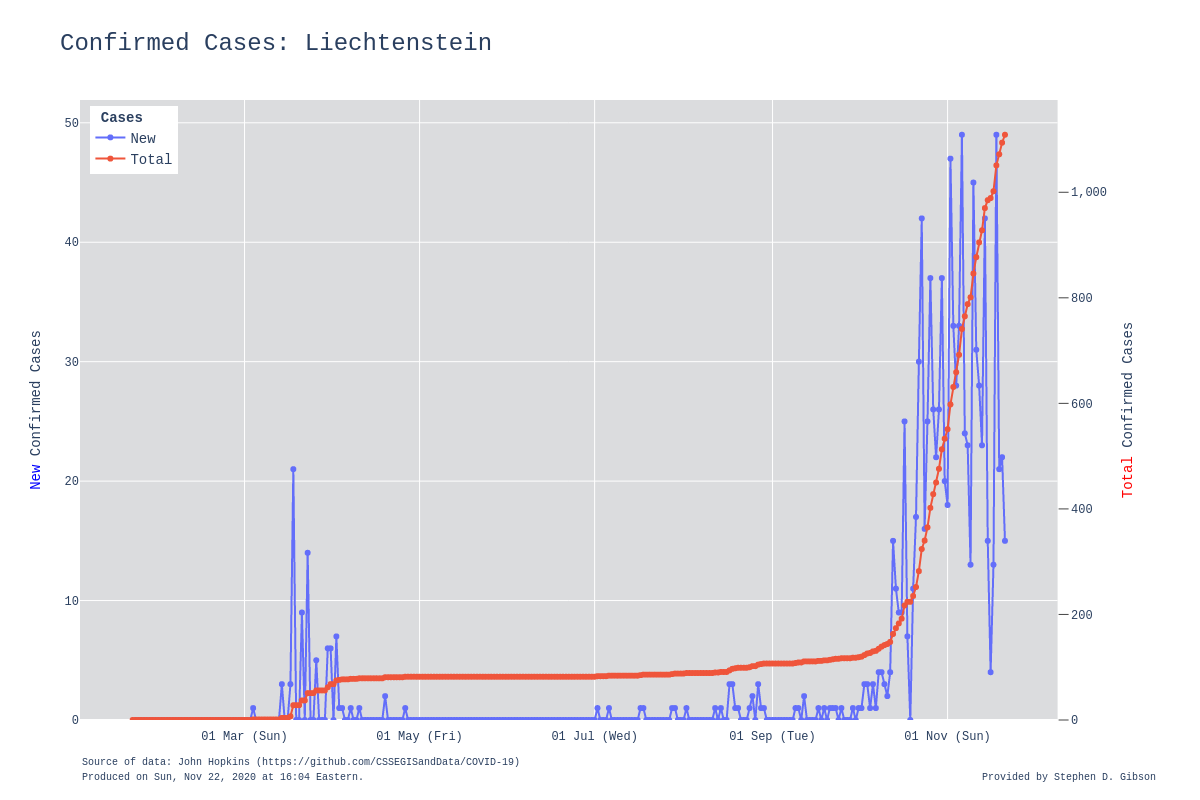 Confirmed Cases: Liechtenstein
Cases
New
Total
50
40
30
20
10
0
1,000
800
600
400
200
0
New Confirmed Cases
Total Confirmed Cases
01 Mar (Sun)
01 May (Fri)
01 Jul (Wed)
01 Sep (Tue)
01 Nov (Sun)
Source of data: John Hopkins (https://github.com/CSSEGISandData/COVID-19)
Produced on Sun, Nov 22, 2020 at 16:04 Eastern.
Provided by Stephen D. Gibson